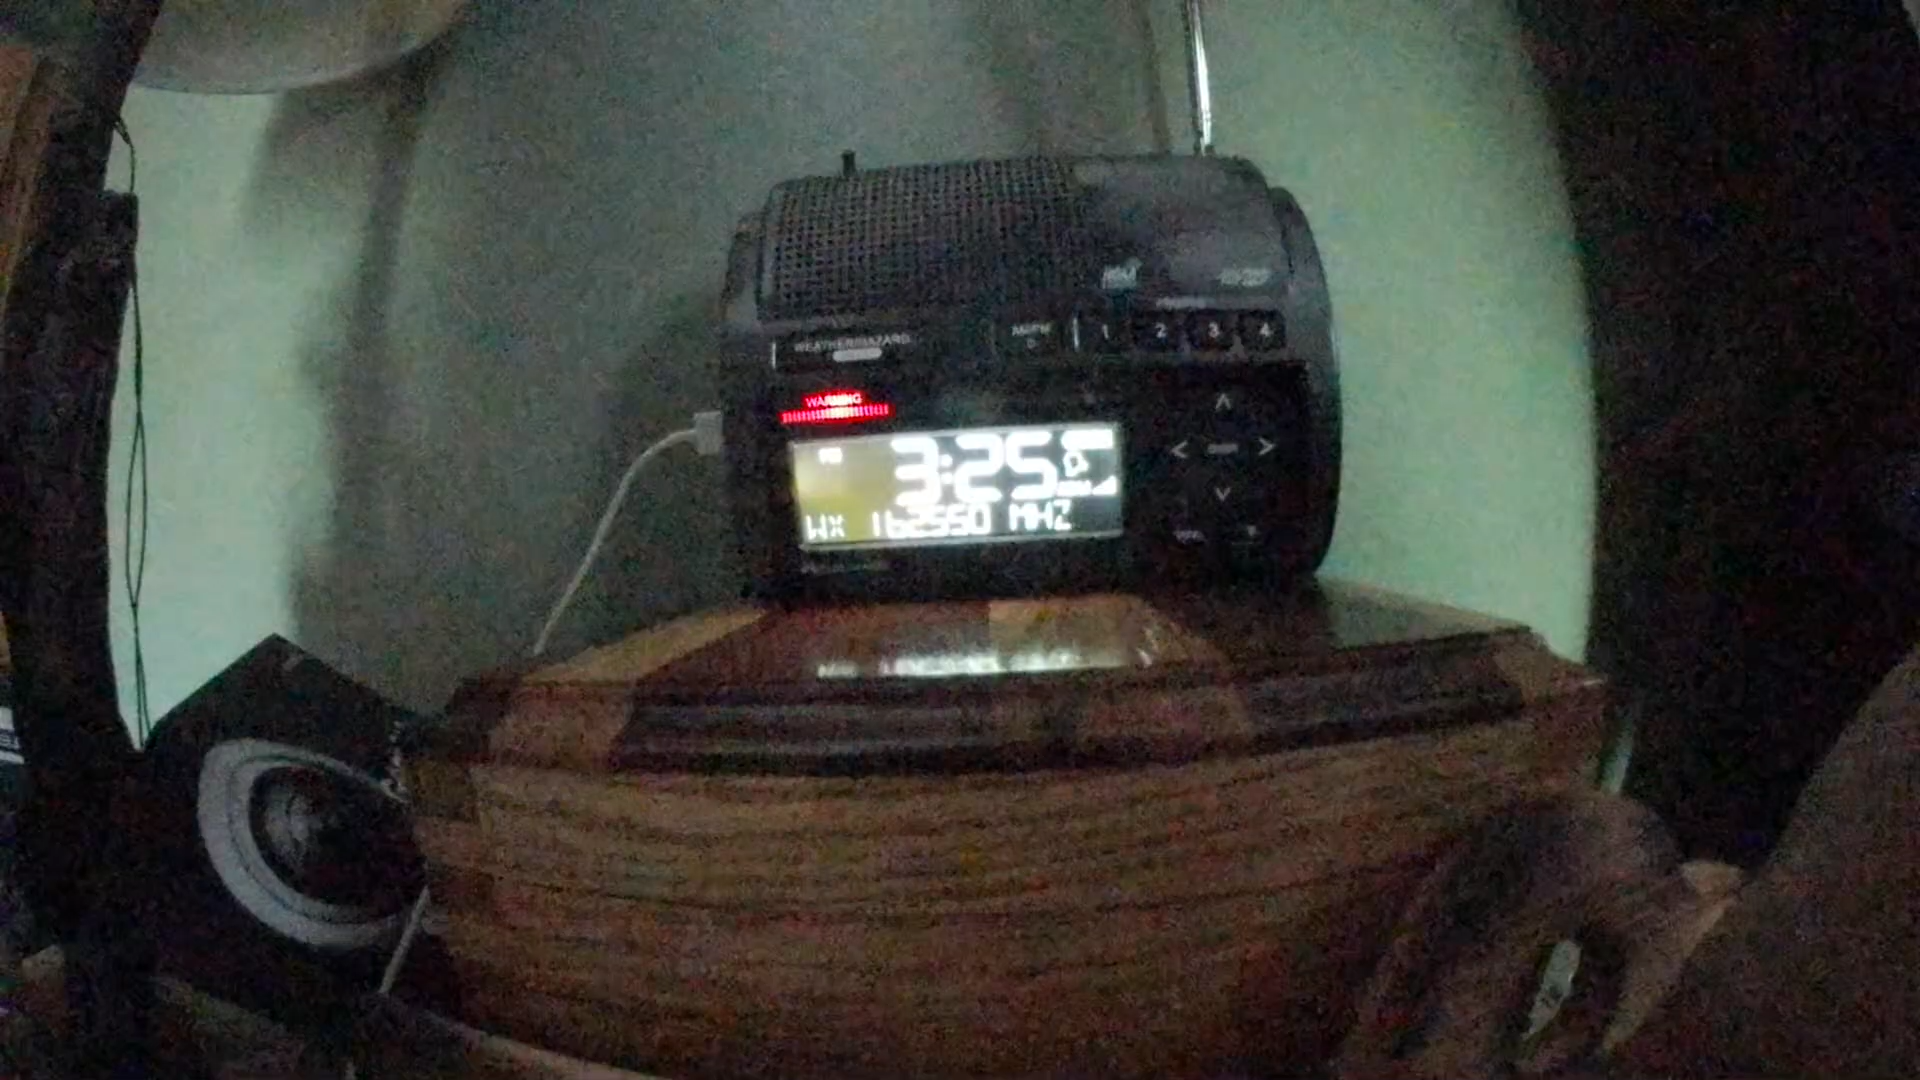 WEATHER/HAZARD
AM/FM
1 2 3 4
WARNING
PM
3:25
WX 162550 MHZ